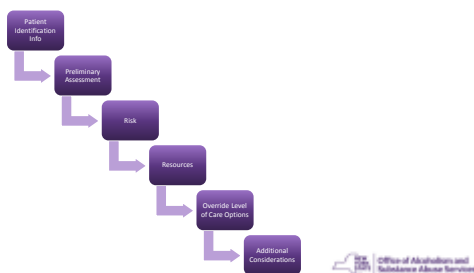 Patient
Identification
Info
Preliminary
Assessment
Risk
Resources
Override Level
of Care Options
Additional
Considerations
Office of Alcoholism and
Substance Abuse Services